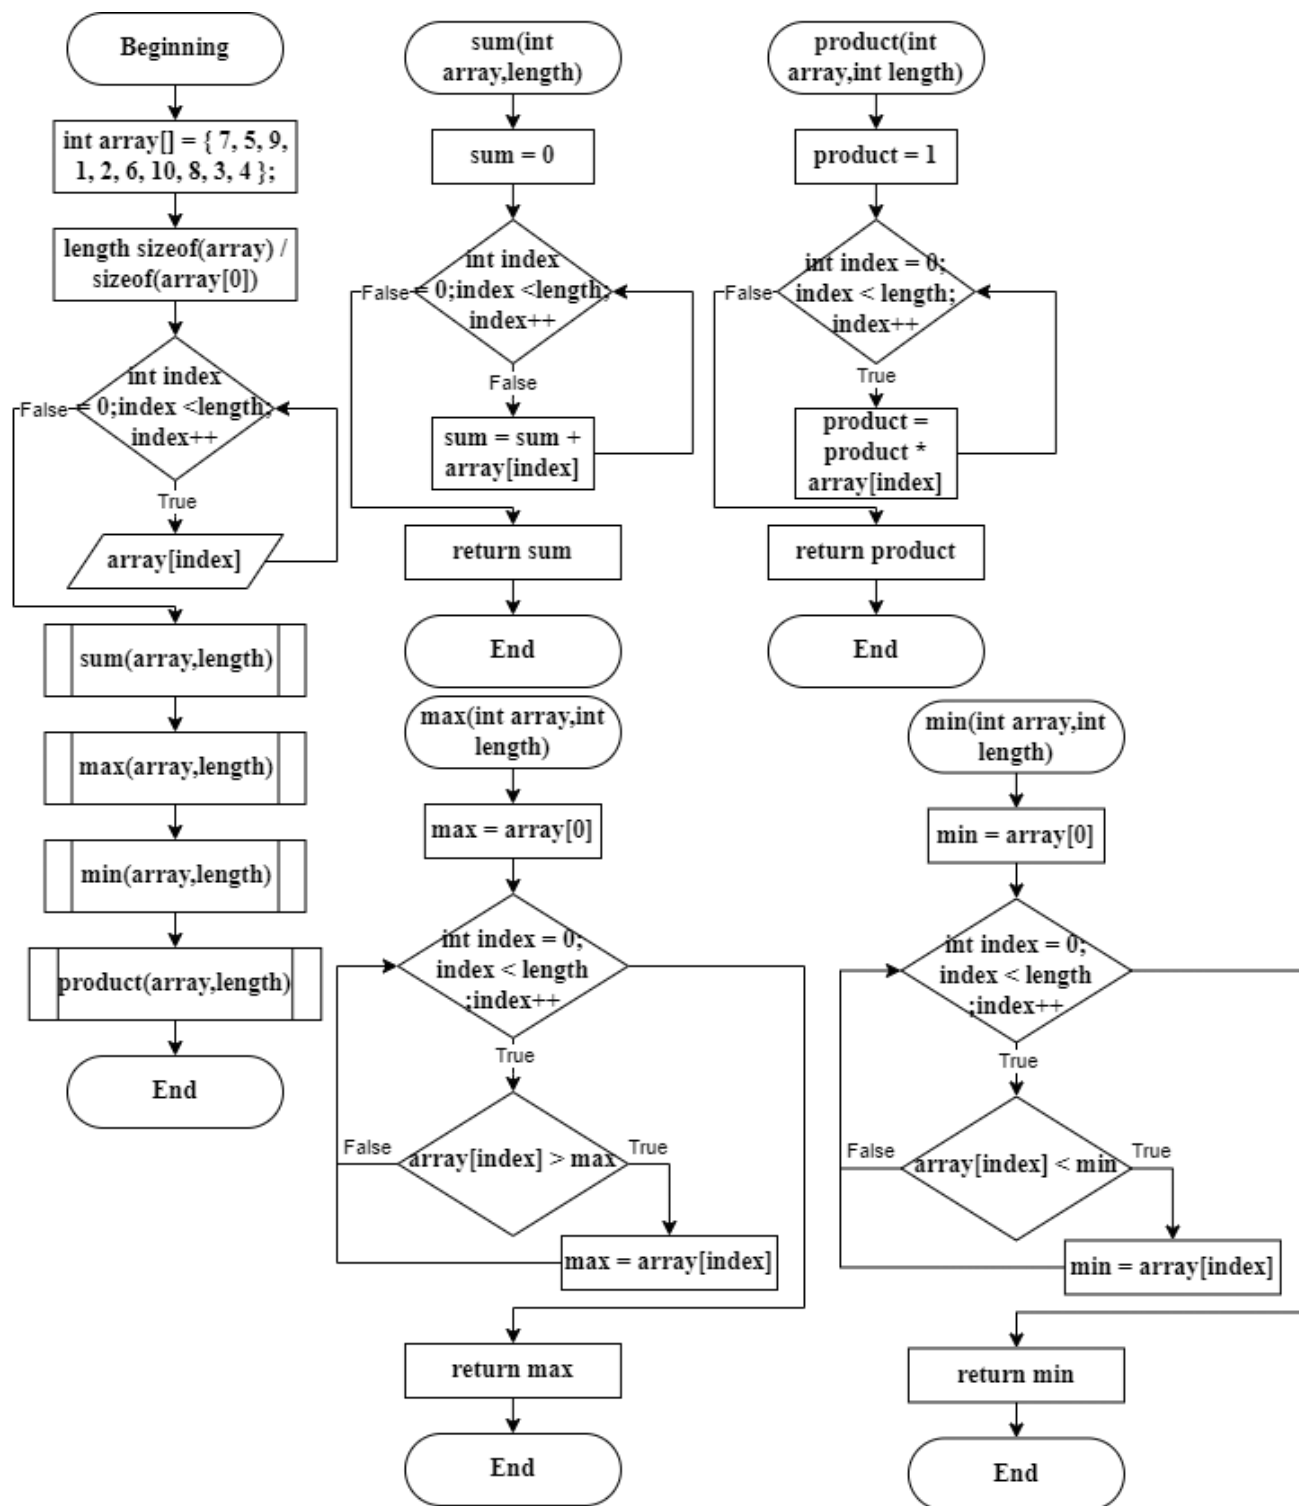 Beginning
int array[] = { 7, 5, 9,
1, 2, 6, 10, 8, 3, 4 };
length sizeof(array) /
sizeof(array[0])
int index
= 0;index <length;
index++
False
True
array[index]
sum(array,length)
max(array,length)
min(array,length)
product(array,length)
End
sum(int
array,length)
sum = 0
int index
= 0;index <length;
index++
False
False
sum = sum +
array[index]
return sum
End
product(int
array,int length)
product = 1
int index = 0;
index < length;
index++
False
True
product =
product *
array[index]
return product
End
max(int array,int
length)
max = array[0]
int index = 0;
index < length
;index++
True
array[index] > max
False
True
max = array[index]
return max
End
min(int array,int
length)
min = array[0]
int index = 0;
index < length
;index++
True
array[index] < min
False
True
min = array[index]
return min
End